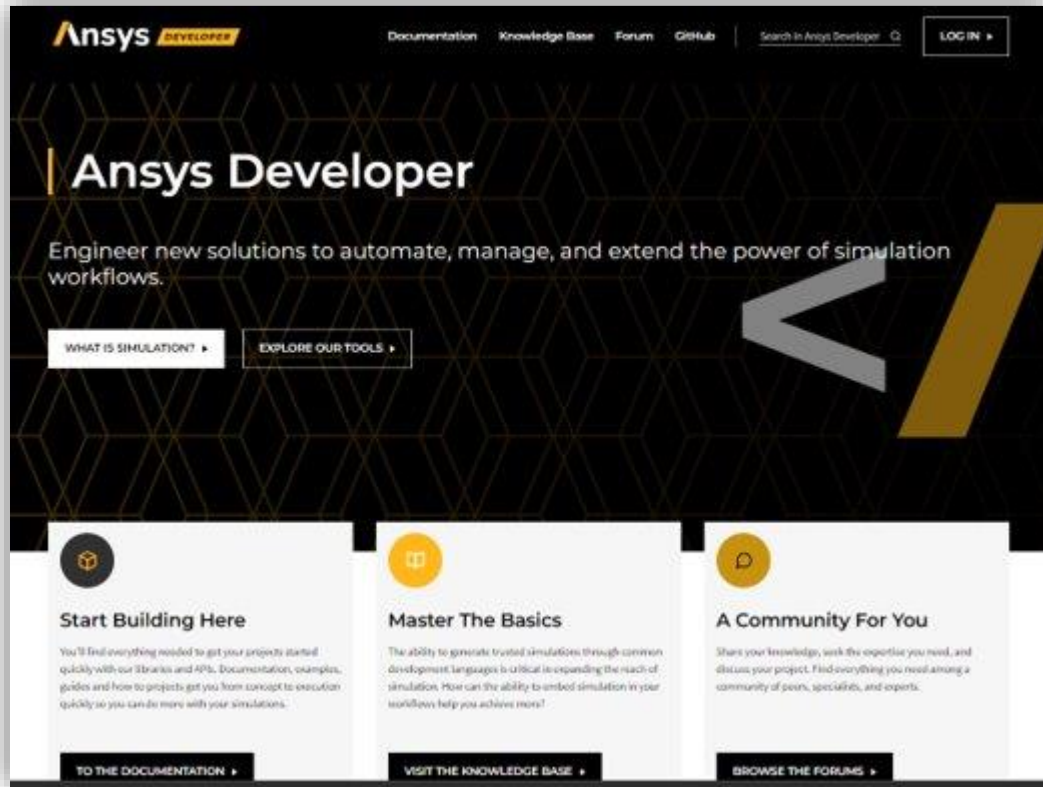 Ansys DEVELOPER
Documentation Knowledge Base Forum GitHub Search in Ansys Developer LOG IN
Ansys Developer
Engineer new solutions to automate, manage, and extend the power of simulation
workflows.
WHAT IS SIMULATION? EXPLORE OUR TOOLS
Start Building Here
You'll find everything needed to get your projects started
quickly with our libraries and APIs. Documentation, examples,
guides and how to projects get you from concept to execution
quickly so you can do more with your simulations.
TO THE DOCUMENTATION
Master The Basics
The ability to generate trusted simulations through common
development languages is critical in expanding the reach of
simulation. How can the ability to embed simulation in your
workflows help you achieve more?
VISIT THE KNOWLEDGE BASE
A Community For You
Share your knowledge, seek the expertise you need, and
discuss your project. Find everything you need among a
community of peers, specialists, and experts.
BROWSE THE FORUMS